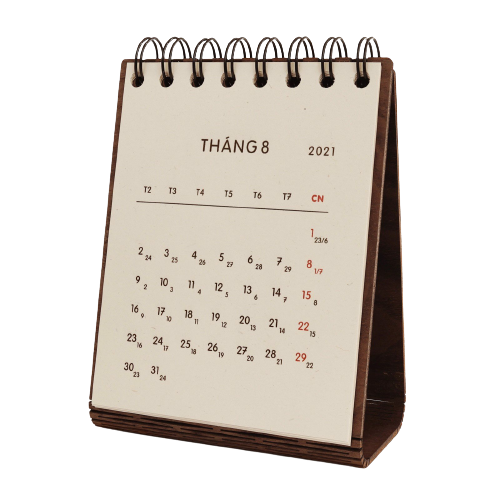 THÁNG 8 2021
T2 T3 T4 T5 T6 T7 CN
1 23/6
2 24 3 25 4 26 5 27 6 28 7 29 8 1/7
9 2 10 3 11 4 12 5 13 6 14 7 15 8
16 9 17 10 18 11 19 12 20 13 21 14 22 15
23 16 24 17 25 18 26 19 27 20 28 21 29 22
30 23 31 24